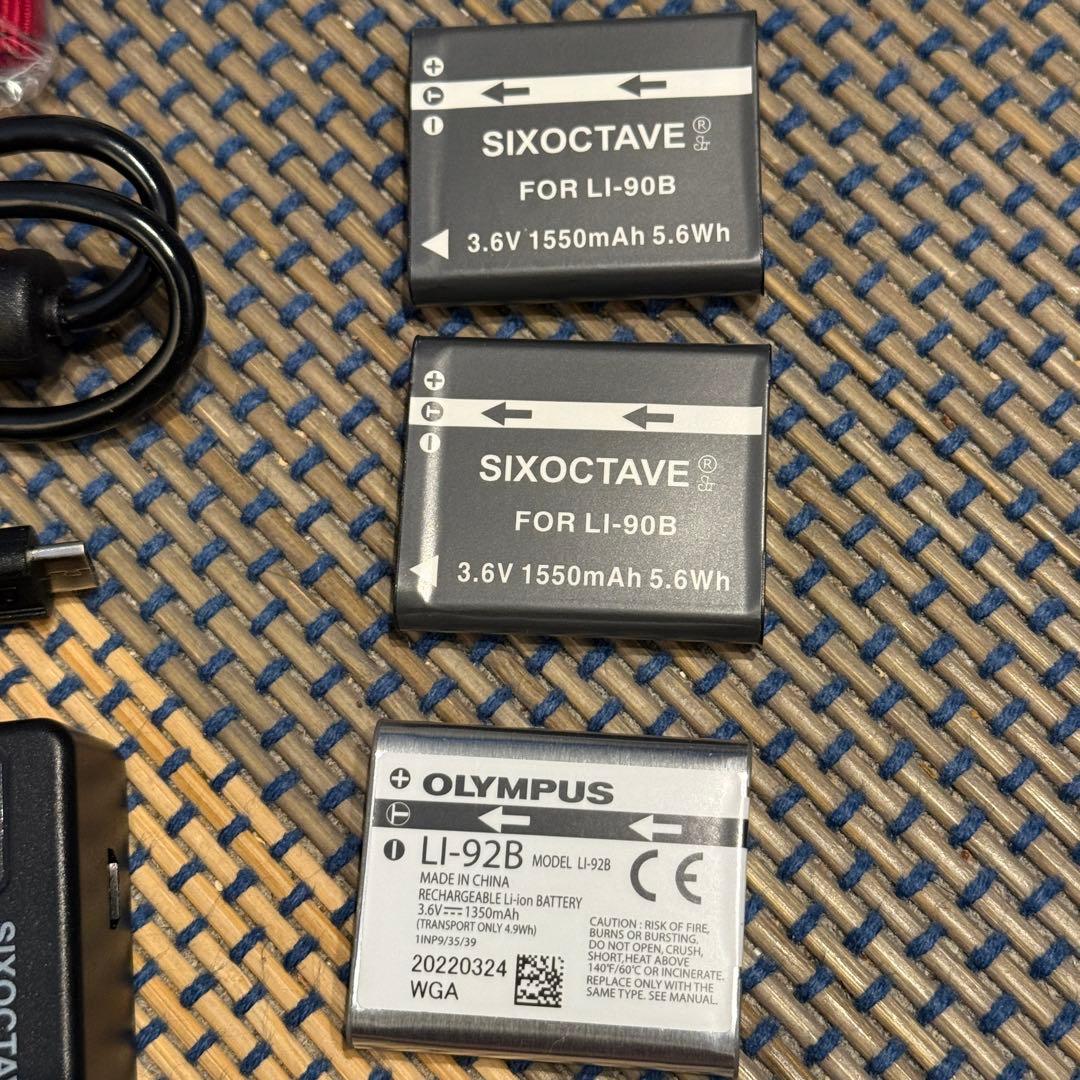 SIXOCTAVE®
FOR LI-90B
3.6V 1550mAh 5.6Wh
SIXOCTAVE®
FOR LI-90B
3.6V 1550mAh 5.6Wh
OLYMPUS
LI-92B MODEL LI-92B
MADE IN CHINA
RECHARGEABLE Li-ion BATTERY
3.6V⎓1350mAh
(TRANSPORT ONLY 4.9Wh)
1INP9/35/39
20220324
WGA
CE
CAUTION : RISK OF FIRE,
BURNS OR BURSTING.
DO NOT OPEN, CRUSH,
SHORT,HEAT ABOVE
140°F/60°C OR INCINERATE.
REPLACE ONLY WITH THE
SAME TYPE. SEE MANUAL.
SIXOCTAV